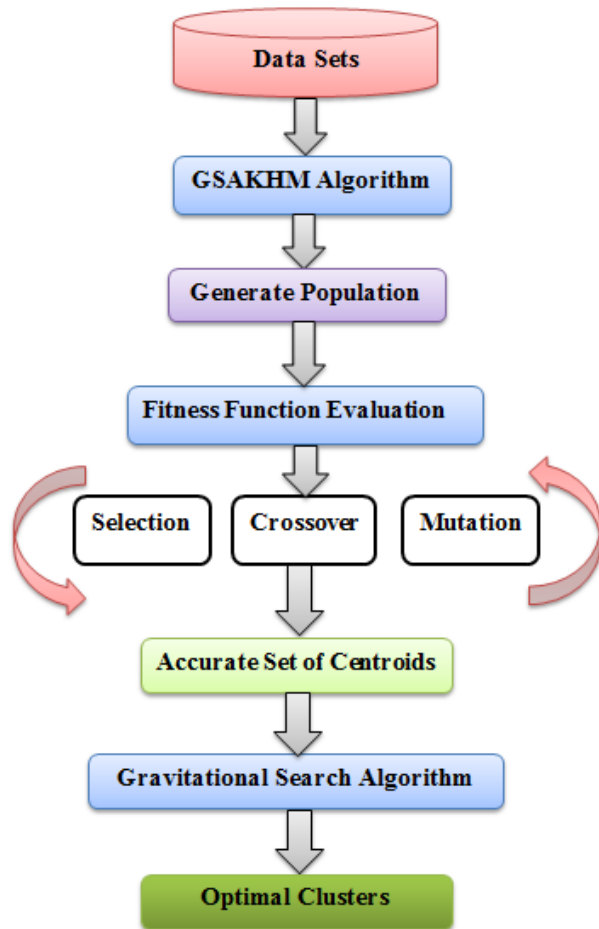 Data Sets
GSAKHM Algorithm
Generate Population
Fitness Function Evaluation
Selection
Crossover
Mutation
Accurate Set of Centroids
Gravitational Search Algorithm
Optimal Clusters